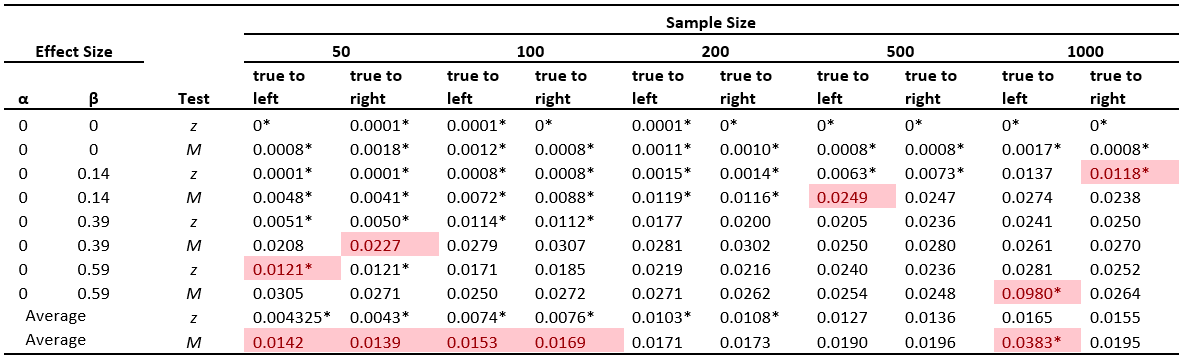 Sample Size
Effect Size 50 100 200 500 1000
α β Test true to left true to right true to left true to right true to left true to right true to left true to right true to left true to right
0 0 z 0* 0.0001* 0.0001* 0* 0.0001* 0* 0* 0* 0* 0*
0 0 M 0.0008* 0.0018* 0.0012* 0.0008* 0.0011* 0.0010* 0.0008* 0.0008* 0.0017* 0.0008*
0 0.14 z 0.0001* 0.0001* 0.0008* 0.0008* 0.0015* 0.0014* 0.0063* 0.0073* 0.0137 0.0118*
0 0.14 M 0.0048* 0.0041* 0.0072* 0.0088* 0.0119* 0.0116* 0.0249 0.0247 0.0274 0.0238
0 0.39 z 0.0051* 0.0050* 0.0114* 0.0112* 0.0177 0.0200 0.0205 0.0236 0.0241 0.0250
0 0.39 M 0.0208 0.0227 0.0279 0.0307 0.0281 0.0302 0.0250 0.0280 0.0261 0.0270
0 0.59 z 0.0121* 0.0121* 0.0171 0.0185 0.0219 0.0216 0.0240 0.0236 0.0281 0.0252
0 0.59 M 0.0305 0.0271 0.0250 0.0272 0.0271 0.0262 0.0254 0.0248 0.0980* 0.0264
Average z 0.004325* 0.0043* 0.0074* 0.0076* 0.0103* 0.0108* 0.0127 0.0136 0.0165 0.0155
Average M 0.0142 0.0139 0.0153 0.0169 0.0171 0.0173 0.0190 0.0196 0.0383* 0.0195